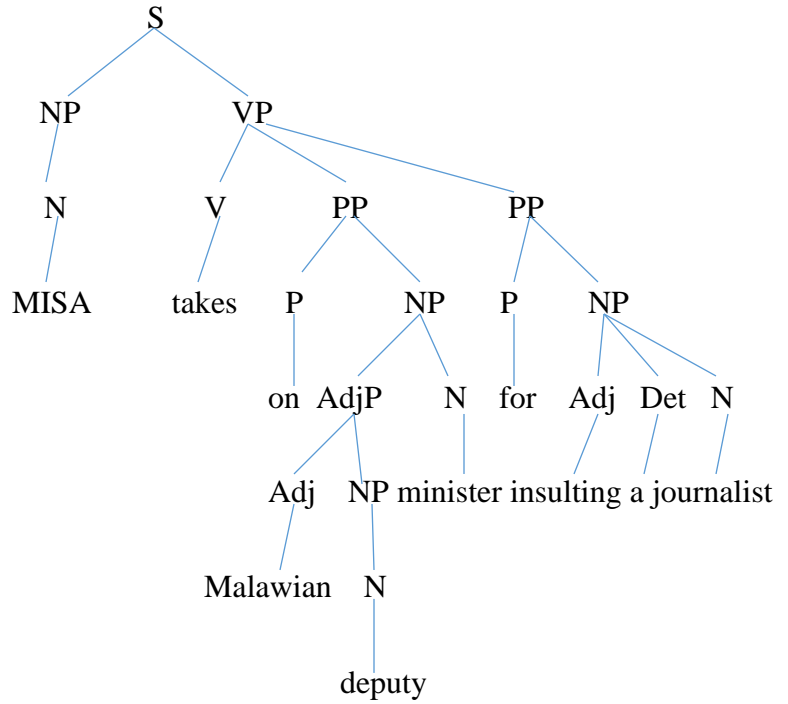 S
NP VP
N V PP PP
MISA takes P NP P NP
on AdjP N for Adj Det N
Adj NP minister insulting a journalist
Malawian N
deputy